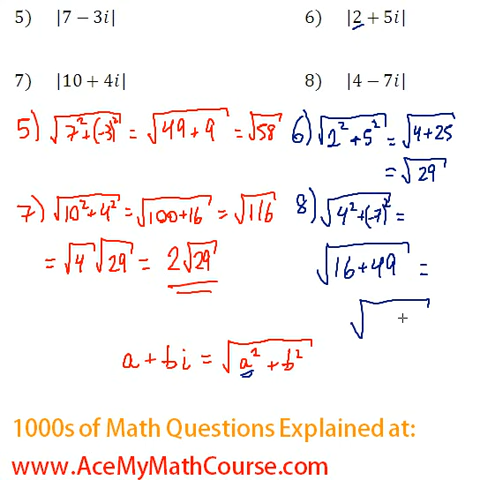 5) |7 − 3i| 6) |2 + 5i|
7) |10 + 4i| 8) |4 − 7i|
5) √7²+(-3)² = √49+9 = √58
6) √2²+5² = √4+25
= √29
7) √10²+4² = √100+16 = √116
= √4 √29 = 2√29
8) √4²+(-7)² =
√16+49 =
√
a + bi = √a² + b²
1000s of Math Questions Explained at:
www.AceMyMathCourse.com